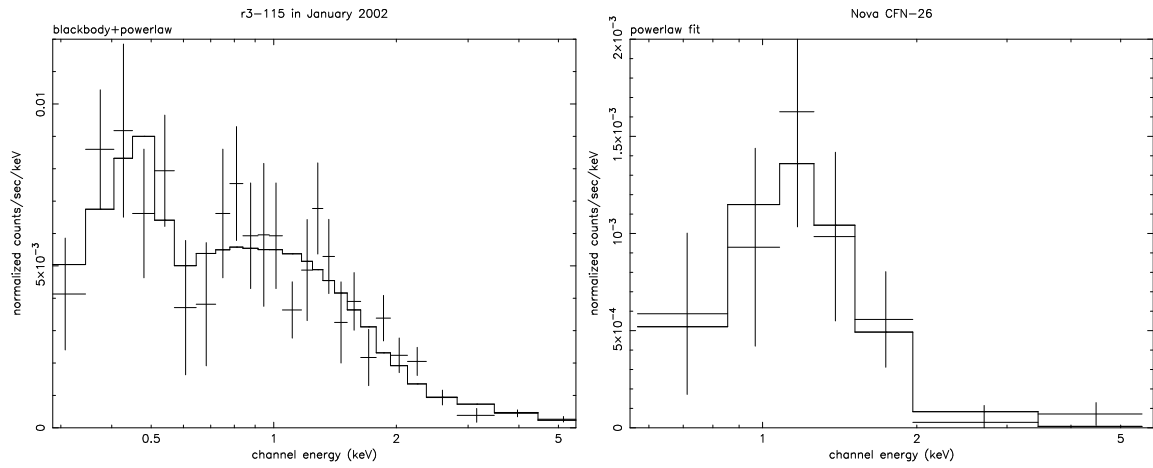 r3-115 in January 2002
blackbody+powerlaw
normalized counts/sec/keV
0.01
5×10⁻³
0
0.5
1
2
5
channel energy (keV)
Nova CFN-26
powerlaw fit
normalized counts/sec/keV
2×10⁻³
1.5×10⁻³
10⁻³
5×10⁻⁴
0
1
2
5
channel energy (keV)